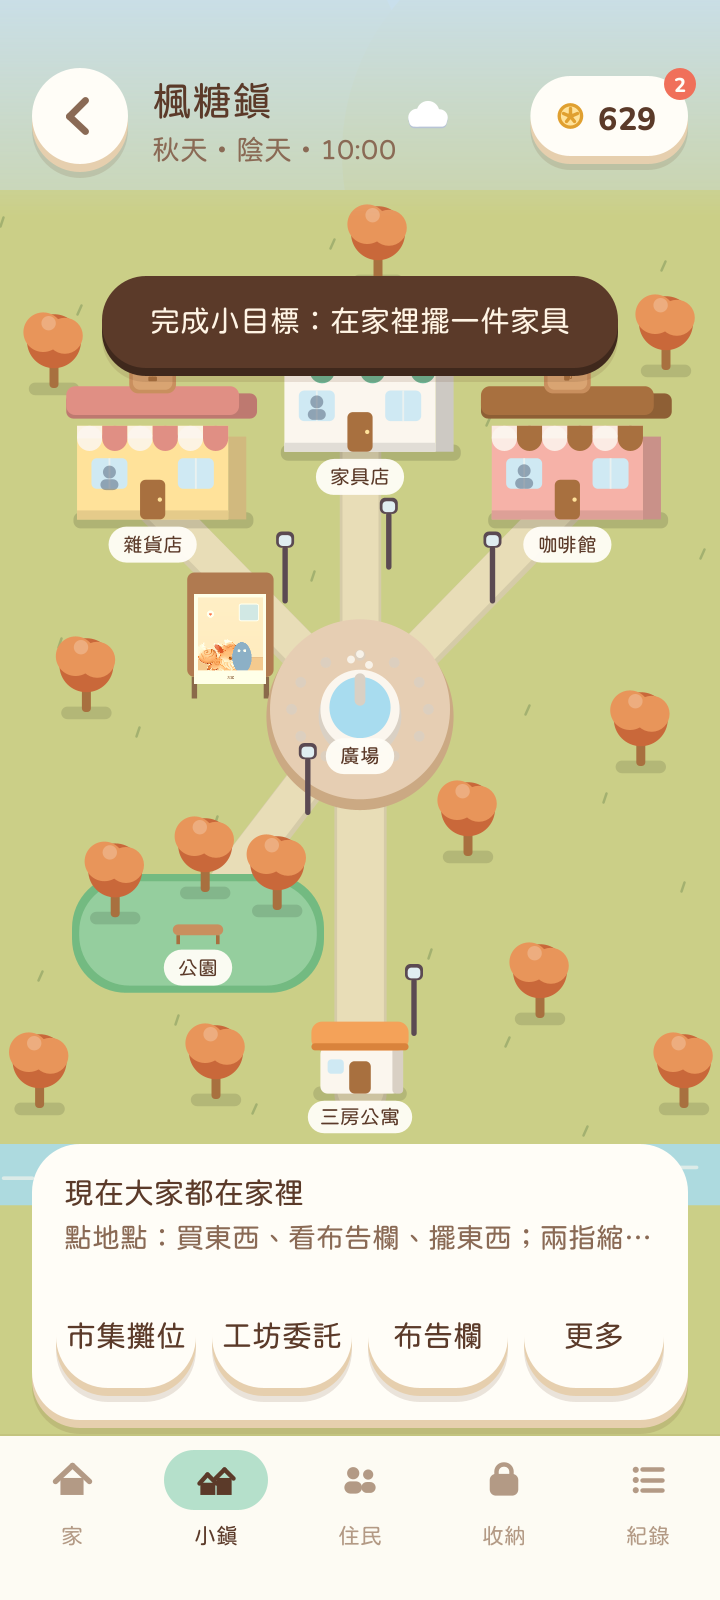 楓糖鎮
秋天・陰天・10:00
2
629
完成小目標：在家裡擺一件家具
家具店
雜貨店
咖啡館
廣場
公園
三房公寓
現在大家都在家裡
點地點：買東西、看布告欄、擺東西；兩指縮…
市集攤位
工坊委託
布告欄
更多
家
小鎮
住民
收納
紀錄